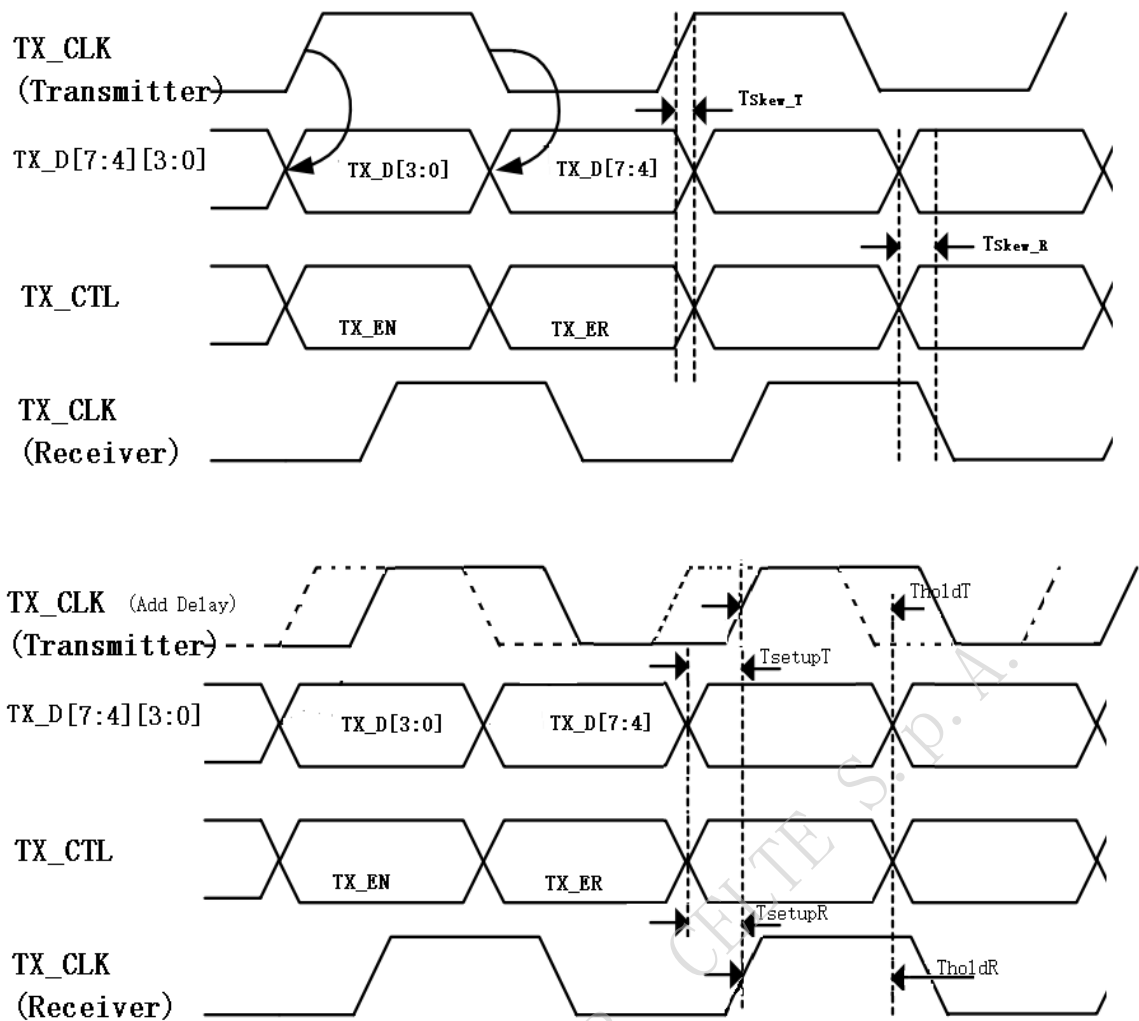 TX_CLK
(Transmitter)
Tskew_T
TX_D[7:4][3:0]
TX_D[3:0]
TX_D[7:4]
Tskew_R
TX_CTL
TX_EN
TX_ER
TX_CLK
(Receiver)
TX_CLK (Add Delay)
(Transmitter)
TholdT
TsetupT
TX_D[7:4][3:0]
TX_D[3:0]
TX_D[7:4]
TX_CTL
TX_EN
TX_ER
TsetupR
TX_CLK
(Receiver)
TholdR
CELTE S.p.A.